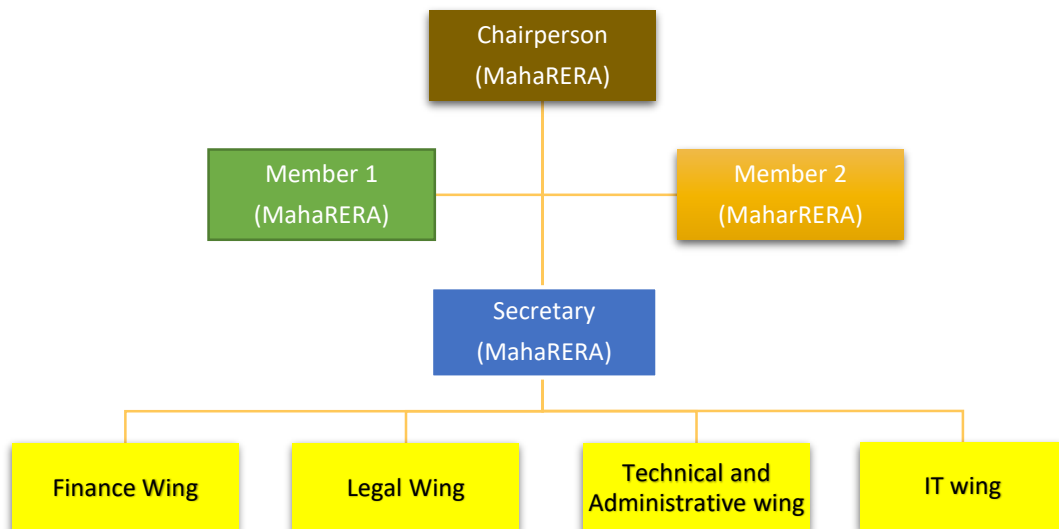 Chairperson
(MahaRERA)
Member 1
(MahaRERA)
Member 2
(MaharRERA)
Secretary
(MahaRERA)
Finance Wing
Legal Wing
Technical and
Administrative wing
IT wing